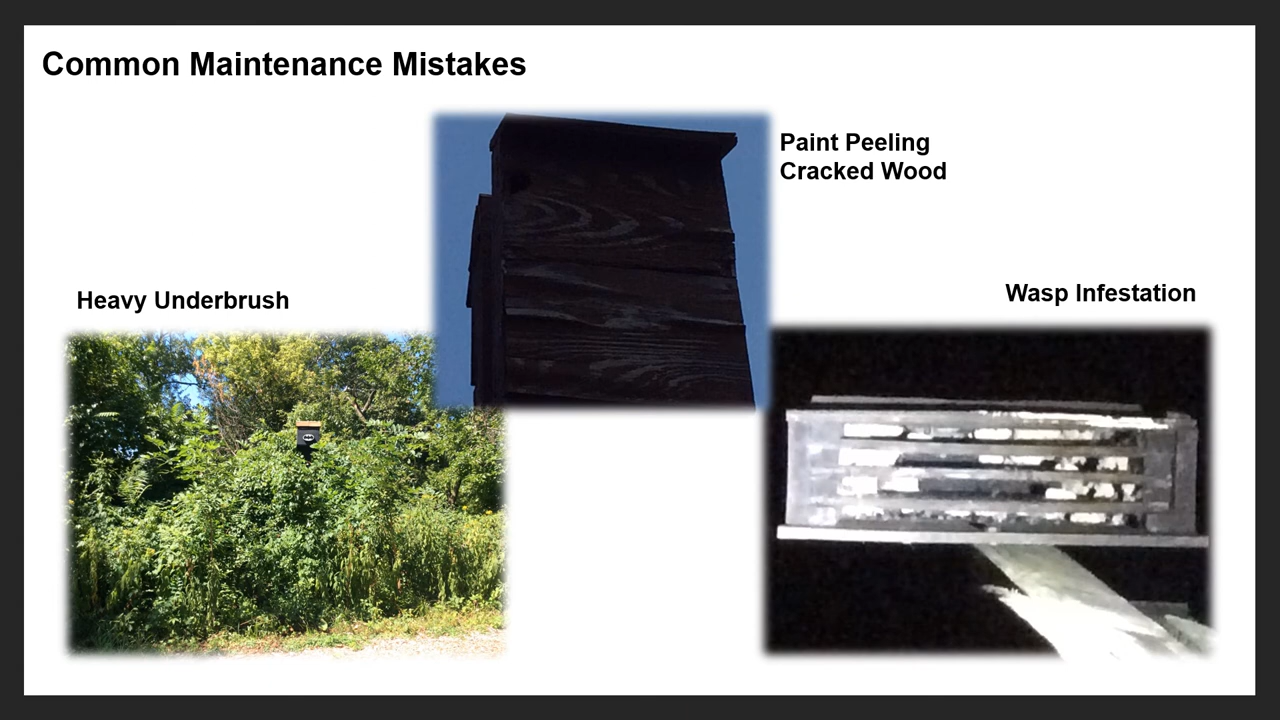 Common Maintenance Mistakes
Paint Peeling
Cracked Wood
Heavy Underbrush
Wasp Infestation